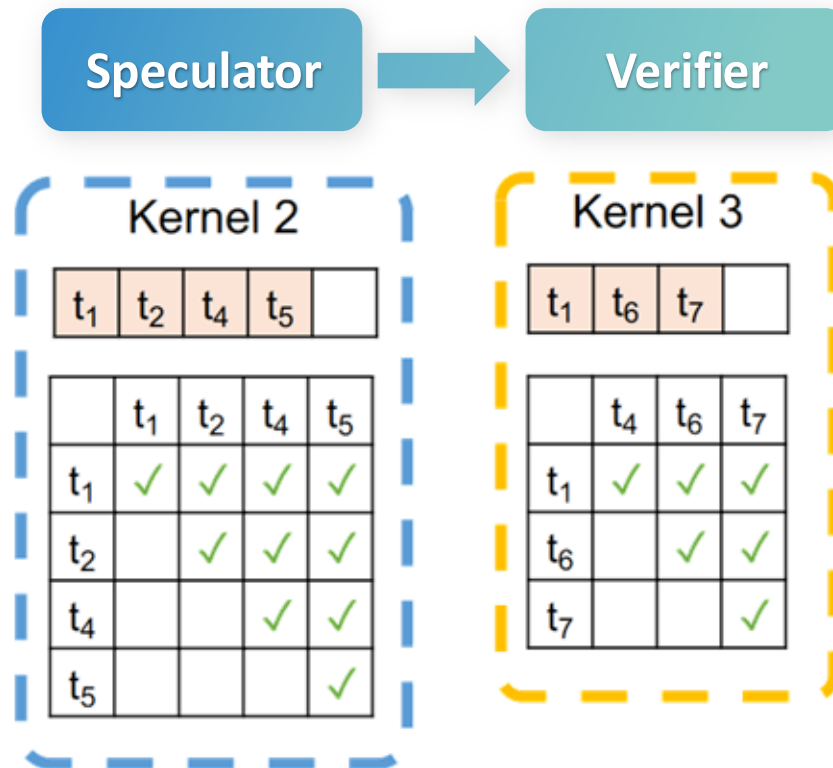 Speculator
Verifier
Kernel 2
t₁ t₂ t₄ t₅
t₁ t₂ t₄ t₅
t₁ ✓ ✓ ✓ ✓
t₂ ✓ ✓ ✓
t₄ ✓ ✓
t₅ ✓
Kernel 3
t₁ t₆ t₇
t₄ t₆ t₇
t₁ ✓ ✓ ✓
t₆ ✓ ✓
t₇ ✓